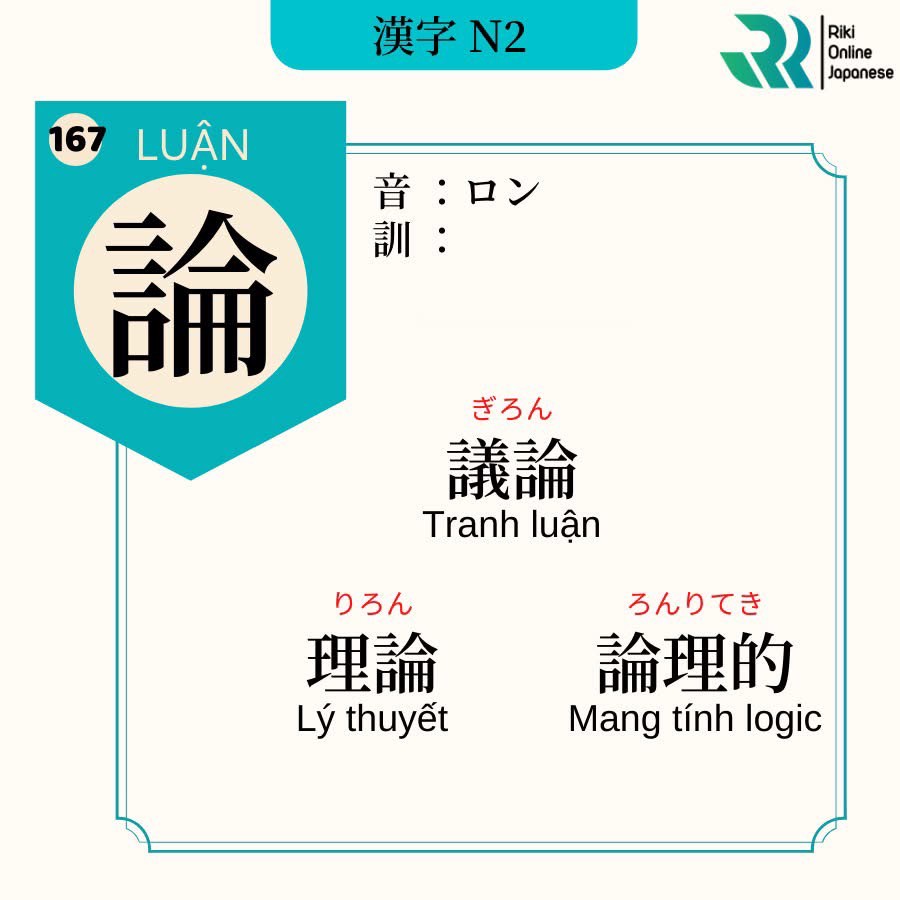 漢字 N2
Riki
Online
Japanese
167
LUẬN
論
音 ：ロン
訓 ：
ぎろん
議論
Tranh luận
りろん
理論
Lý thuyết
ろんりてき
論理的
Mang tính logic